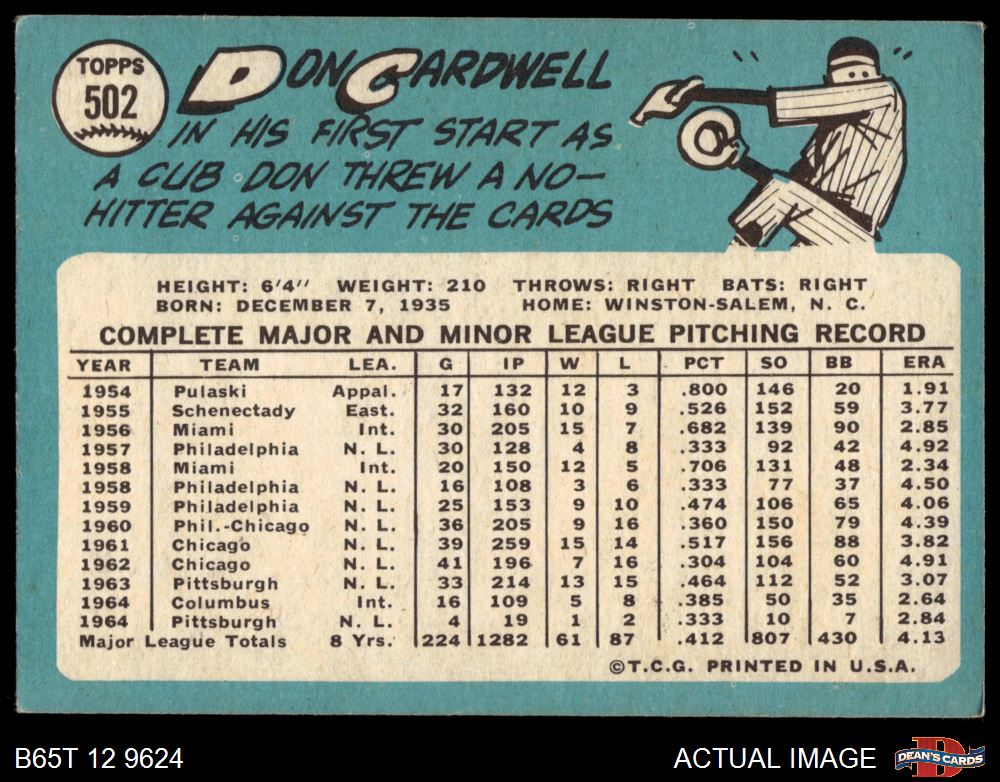 TOPPS
502
DON CARDWELL
IN HIS FIRST START AS
A CUB DON THREW A NO-
HITTER AGAINST THE CARDS
HEIGHT: 6'4" WEIGHT: 210 THROWS: RIGHT BATS: RIGHT
BORN: DECEMBER 7, 1935 HOME: WINSTON-SALEM, N. C.
COMPLETE MAJOR AND MINOR LEAGUE PITCHING RECORD
YEAR TEAM LEA. G IP W L PCT SO BB ERA
1954 Pulaski Appal. 17 132 12 3 .800 146 20 1.91
1955 Schenectady East. 32 160 10 9 .526 152 59 3.77
1956 Miami Int. 30 205 15 7 .682 139 90 2.85
1957 Philadelphia N. L. 30 128 4 8 .333 92 42 4.92
1958 Miami Int. 20 150 12 5 .706 131 48 2.34
1958 Philadelphia N. L. 16 108 3 6 .333 77 37 4.50
1959 Philadelphia N. L. 25 153 9 10 .474 106 65 4.06
1960 Phil.-Chicago N. L. 36 205 9 16 .360 150 79 4.39
1961 Chicago N. L. 39 259 15 14 .517 156 88 3.82
1962 Chicago N. L. 41 196 7 16 .304 104 60 4.91
1963 Pittsburgh N. L. 33 214 13 15 .464 112 52 3.07
1964 Columbus Int. 16 109 5 8 .385 50 35 2.64
1964 Pittsburgh N. L. 4 19 1 2 .333 10 7 2.84
Major League Totals 8 Yrs. 224 1282 61 87 .412 807 430 4.13
©T.C.G. PRINTED IN U.S.A.
B65T 12 9624 ACTUAL IMAGE D DEAN'S CARDS